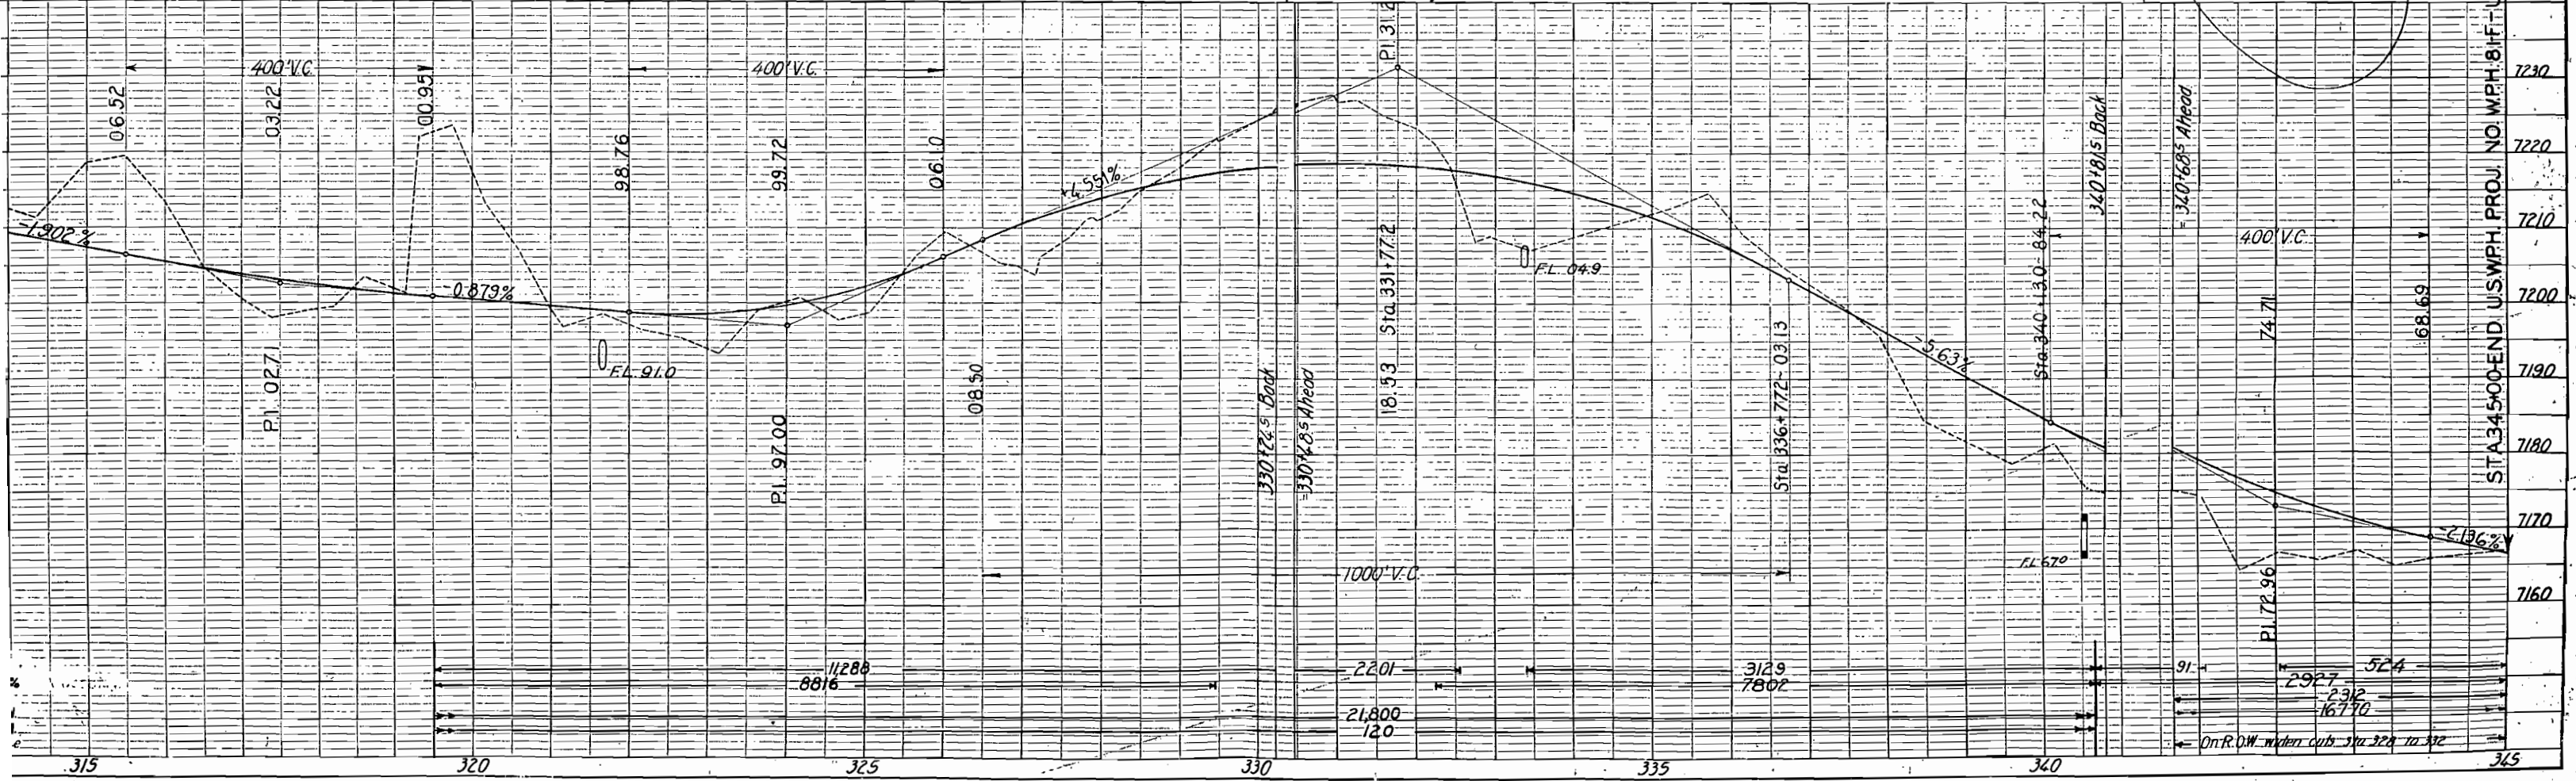 06.52
400' V.C.
03.22
00.95
98.76
400' V.C.
99.72
06.10
P.I. 31.2
-1.902%
P.I. 02.71
-0.879%
F.L. 91.0
P.I. 97.00
08.50
+4.551%
330+24.5 Back
=330+48.5 Ahead
18.53 Sta 331+77.2
F.L. 04.9
Sta 336+77.2~03.13
-5.63%
Sta 340+13.0-84.22
340+81.5 Back
= 340+68.5 Ahead
F.L. 67.0
400' V.C.
74.71
P.I. 72.96
68.69
-2.136%
STA 345+00-END U.S.W.P.H. PROJ. NO. W.P.H. 81-F-U
7230
7220
7210
7200
7190
7180
7170
7160
1000' V.C.
11288
2201
3129
91
524
8816
7802
2927
2312
21,800
16770
120
On R.O.W. widen cuts sta 328 to 332
315
320
325
330
335
340
345